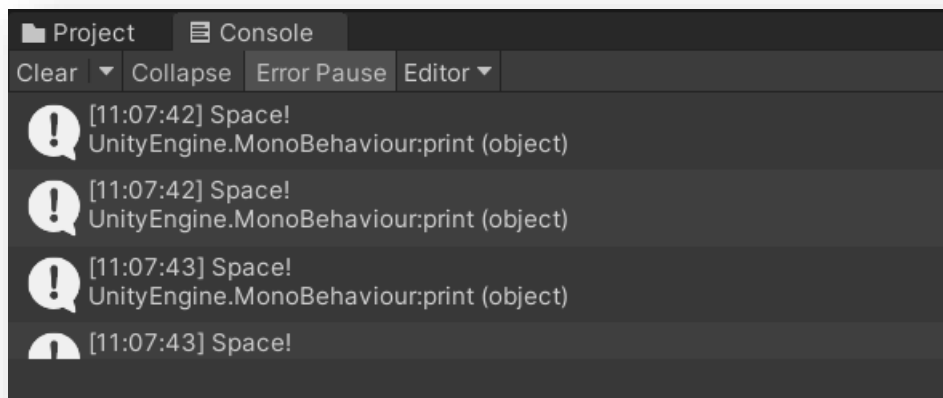 Project Console
Clear Collapse Error Pause Editor
[11:07:42] Space!
UnityEngine.MonoBehaviour:print (object)
[11:07:42] Space!
UnityEngine.MonoBehaviour:print (object)
[11:07:43] Space!
UnityEngine.MonoBehaviour:print (object)
[11:07:43] Space!